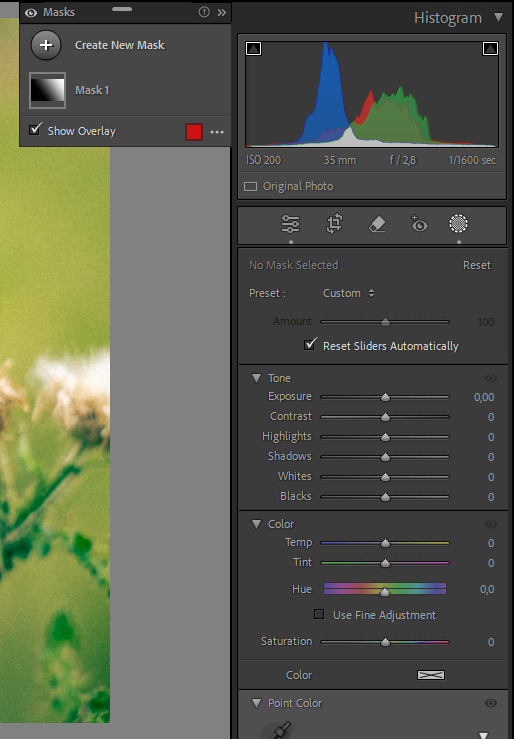 Masks
Create New Mask
Mask 1
Show Overlay
Histogram
ISO 200 35 mm f / 2,8 1/1600 sec
Original Photo
No Mask Selected Reset
Preset : Custom
Amount 100
Reset Sliders Automatically
Tone
Exposure 0,00
Contrast 0
Highlights 0
Shadows 0
Whites 0
Blacks 0
Color
Temp 0
Tint 0
Hue 0,0
Use Fine Adjustment
Saturation 0
Color
Point Color